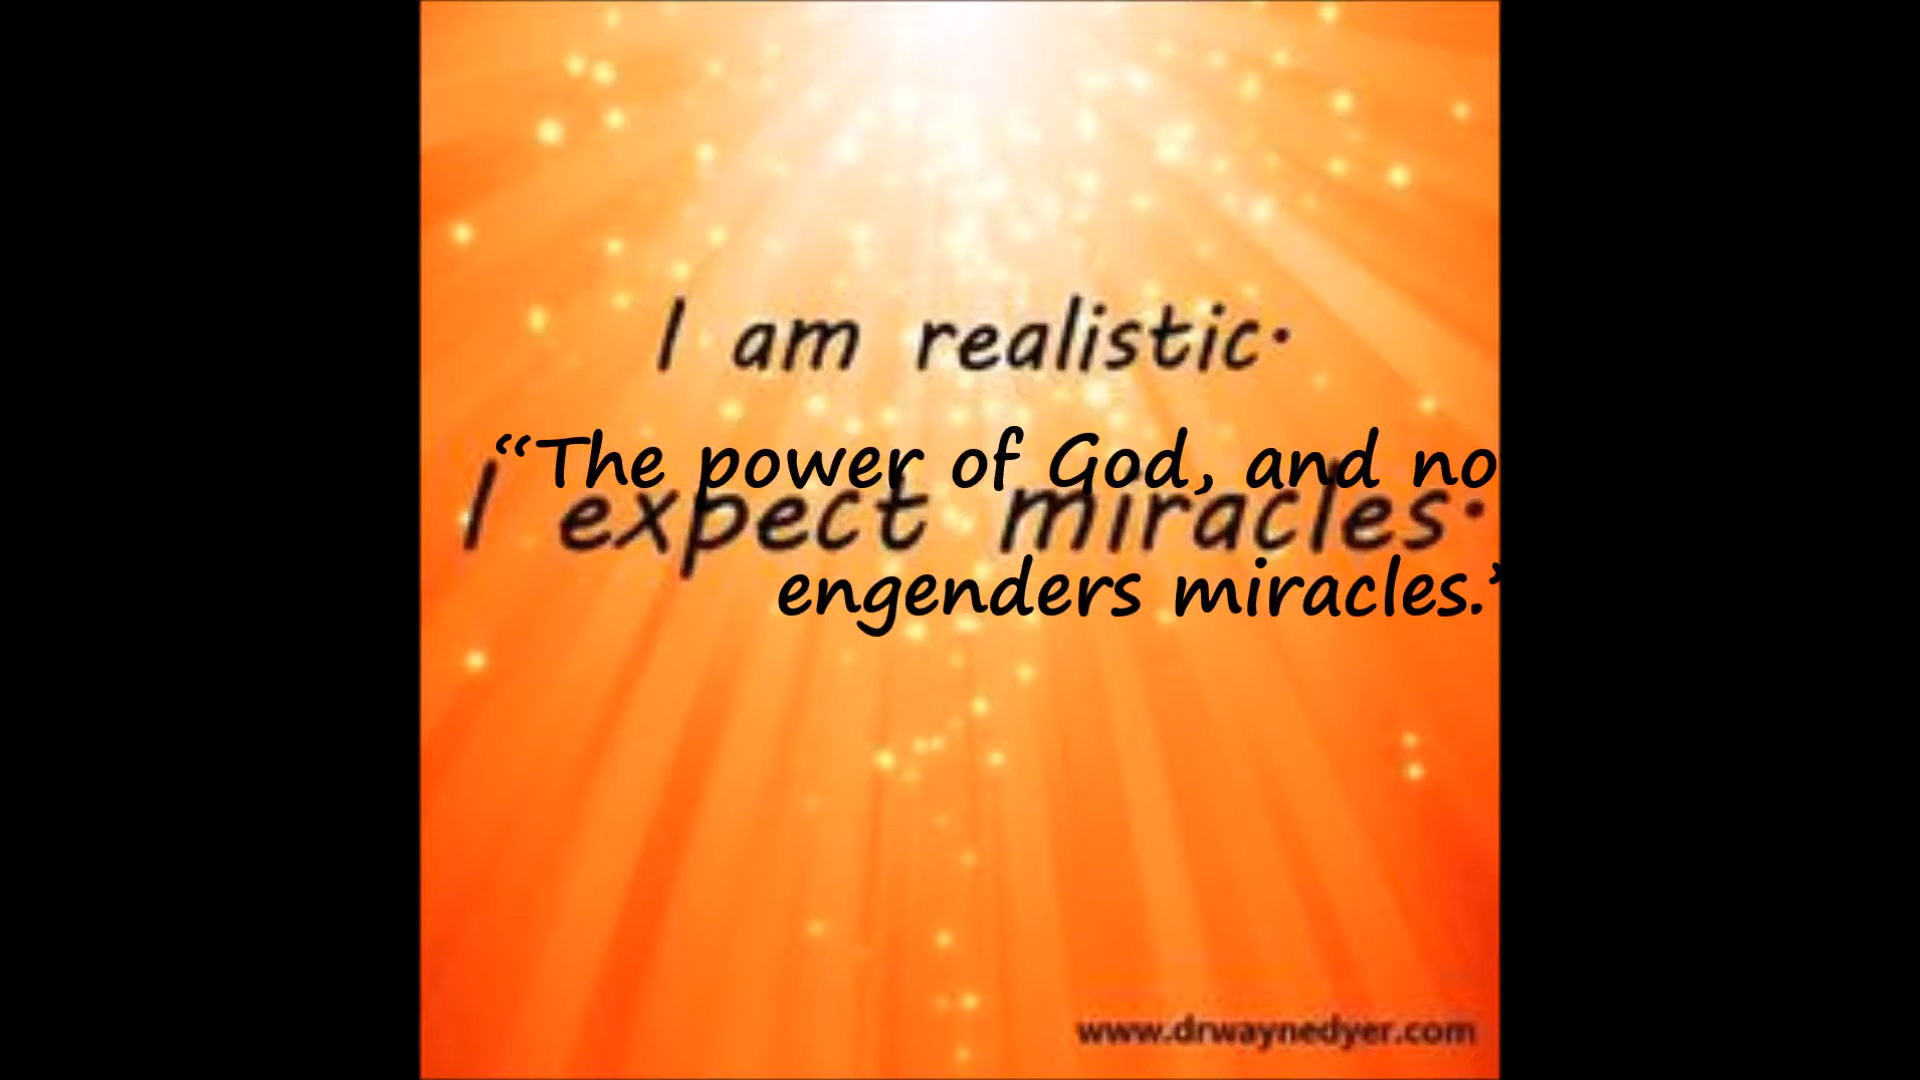 I am realistic.
“The power of God, and no
I expect miracles.
engenders miracles.”
www.drwaynedyer.com